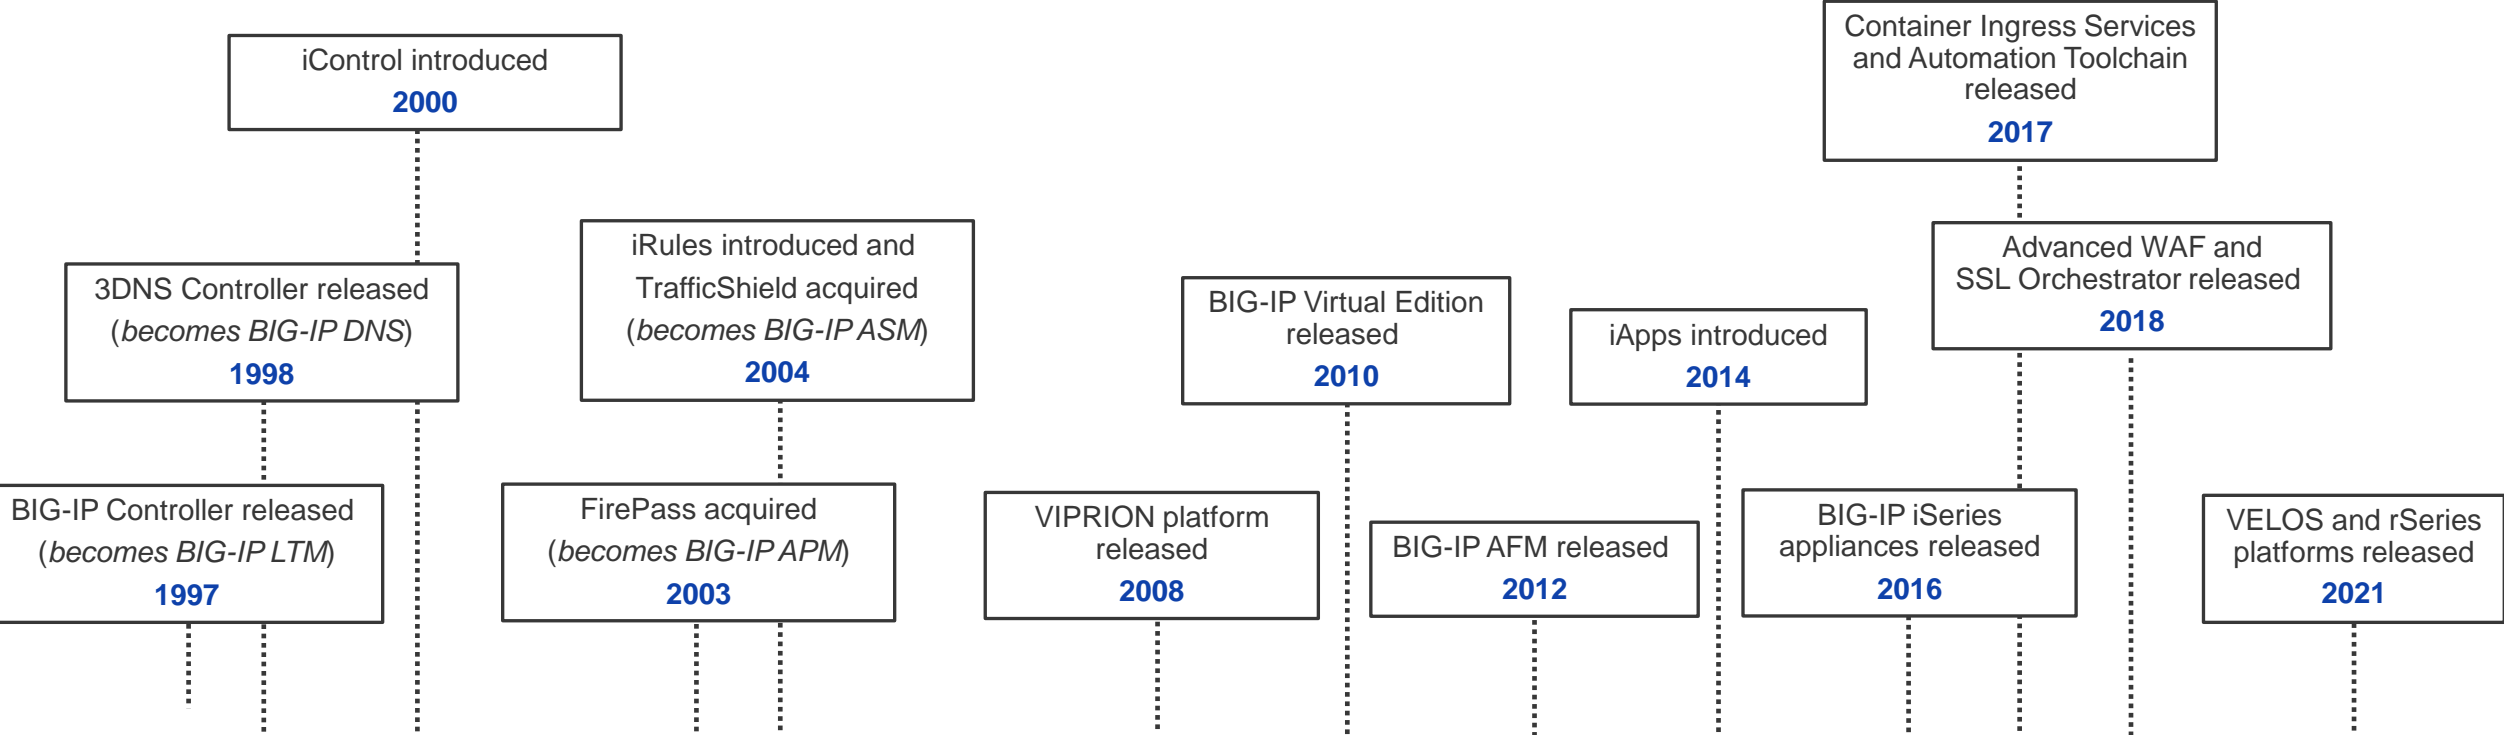 iControl introduced
2000
Container Ingress Services
and Automation Toolchain
released
2017
3DNS Controller released
(becomes BIG-IP DNS)
1998
iRules introduced and
TrafficShield acquired
(becomes BIG-IP ASM)
2004
BIG-IP Virtual Edition
released
2010
iApps introduced
2014
Advanced WAF and
SSL Orchestrator released
2018
BIG-IP Controller released
(becomes BIG-IP LTM)
1997
FirePass acquired
(becomes BIG-IP APM)
2003
VIPRION platform
released
2008
BIG-IP AFM released
2012
BIG-IP iSeries
appliances released
2016
VELOS and rSeries
platforms released
2021